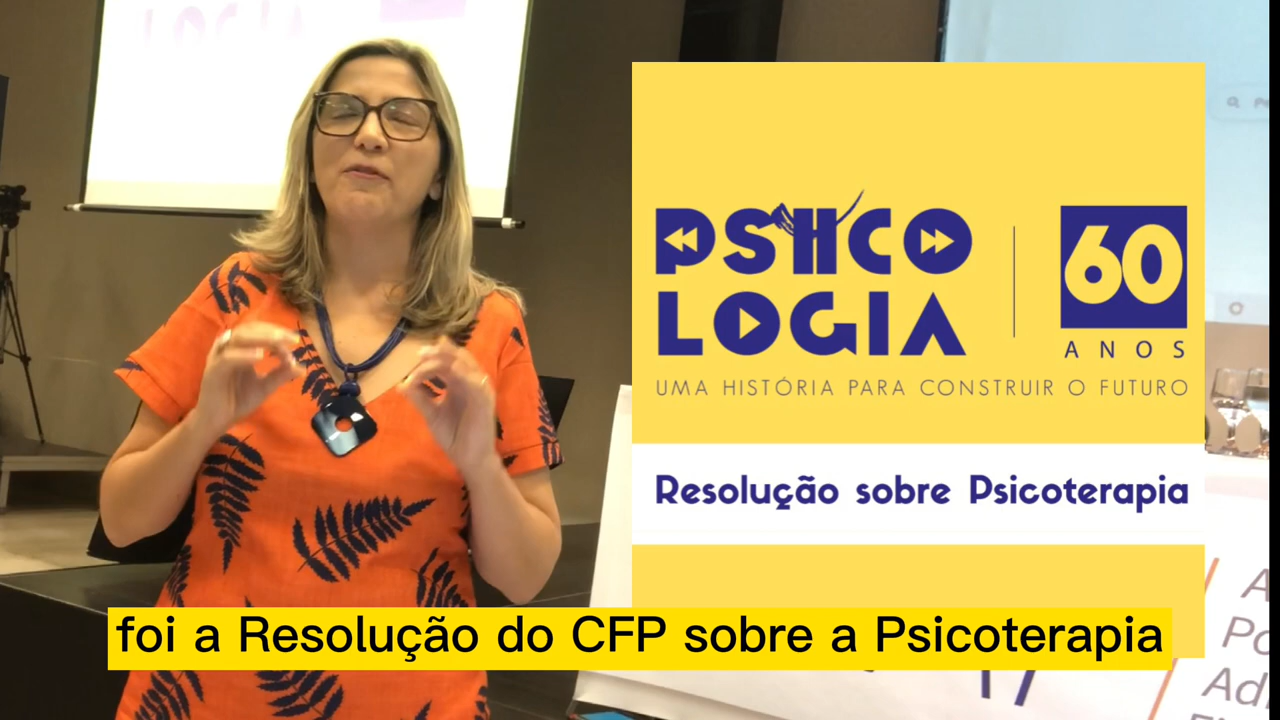 PSICO
LOGIA
60
ANOS
UMA HISTÓRIA PARA CONSTRUIR O FUTURO
Resolução sobre Psicoterapia
foi a Resolução do CFP sobre a Psicoterapia